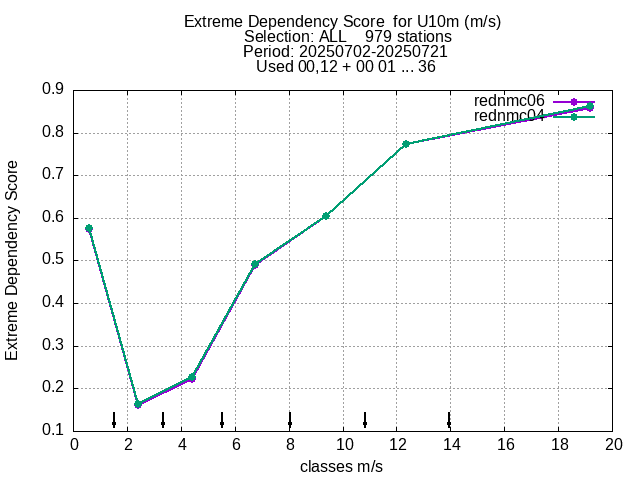 Extreme Dependency Score  for U10m (m/s)
Selection: ALL    979 stations
Period: 20250702-20250721
Used 00,12 + 00 01 ... 36
rednmc06
rednmc04
Extreme Dependency Score
0.9
0.8
0.7
0.6
0.5
0.4
0.3
0.2
0.1
0 2 4 6 8 10 12 14 16 18 20
classes m/s